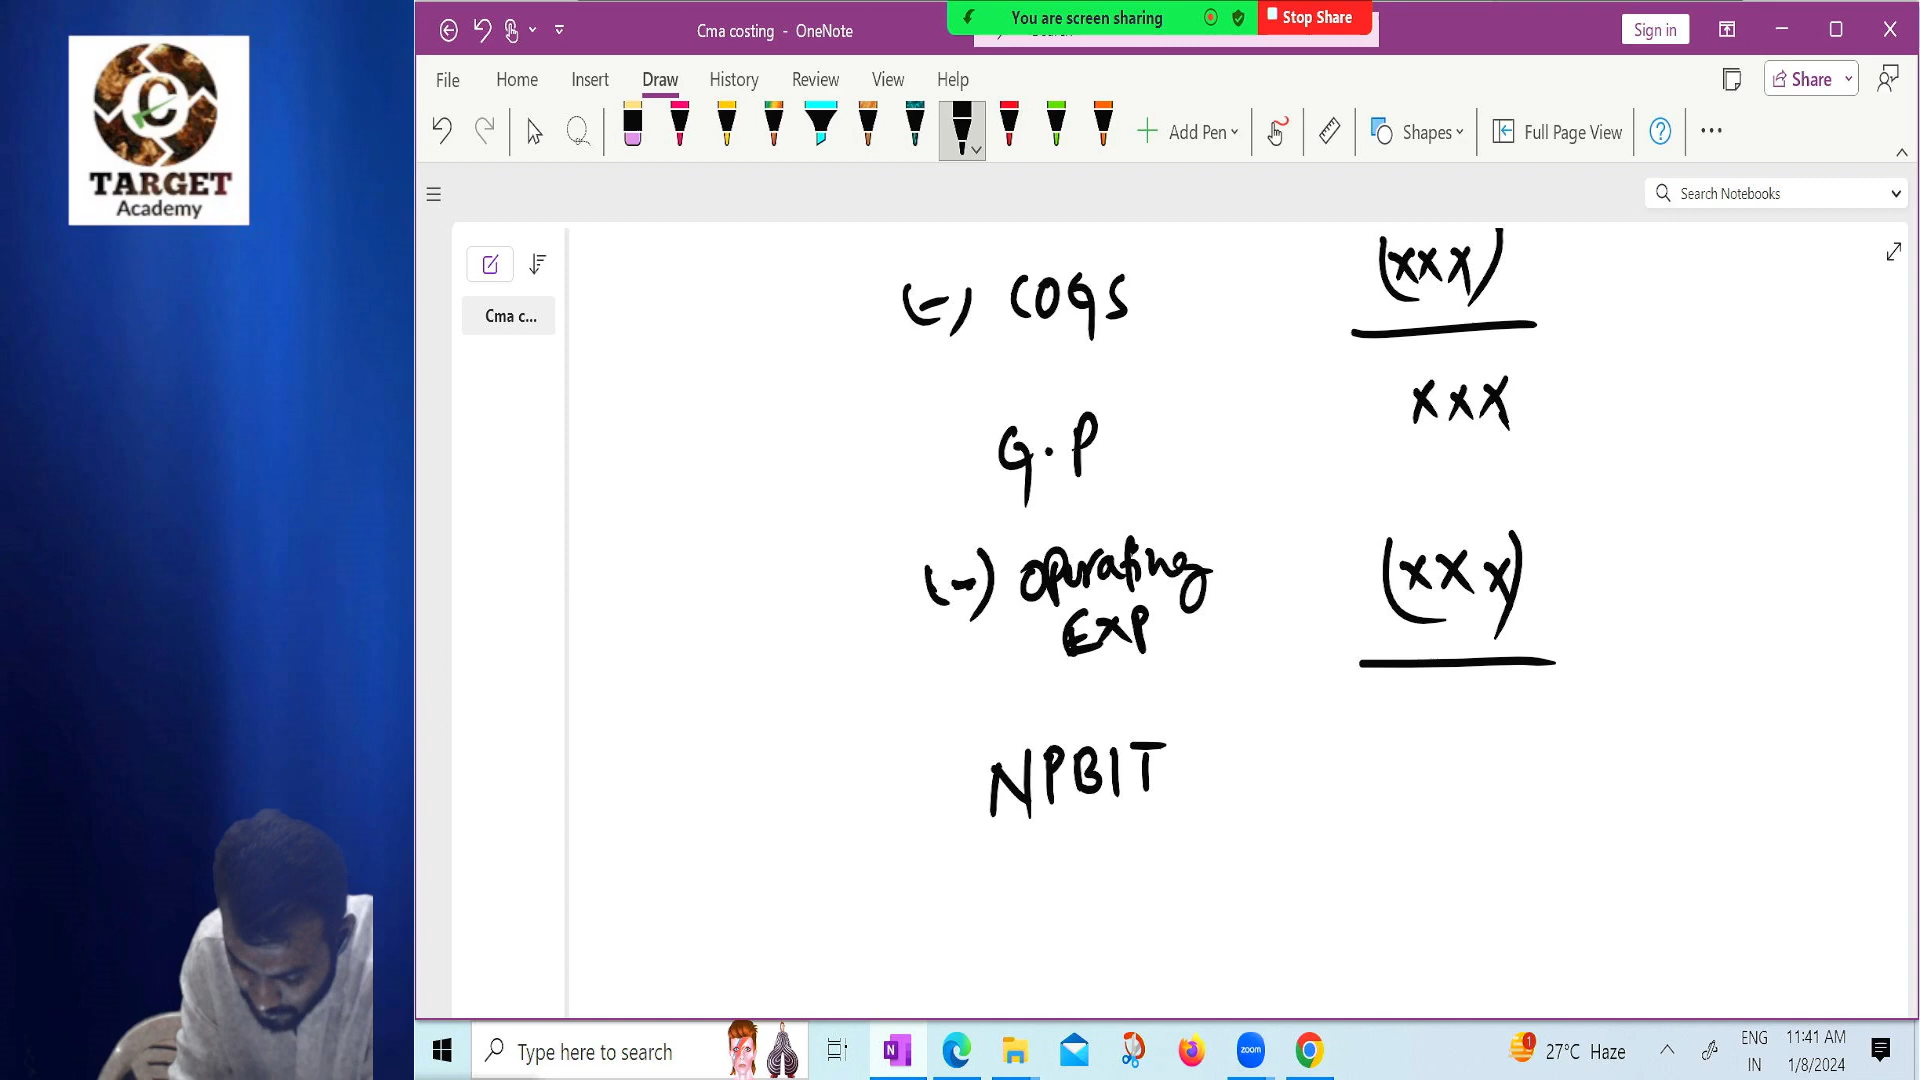 You are screen sharing
Stop Share
Cma costing - OneNote
Sign in
File Home Insert Draw History Review View Help
Share
Add Pen
Shapes
Full Page View
Search Notebooks
Cma c...
TARGET
Academy
(-) COGS (xxx)
G.P xxx
(-) Operating (xxx)
EXP
NPBIT
Type here to search
zoom
1
27°C Haze
ENG
IN
11:41 AM
1/8/2024